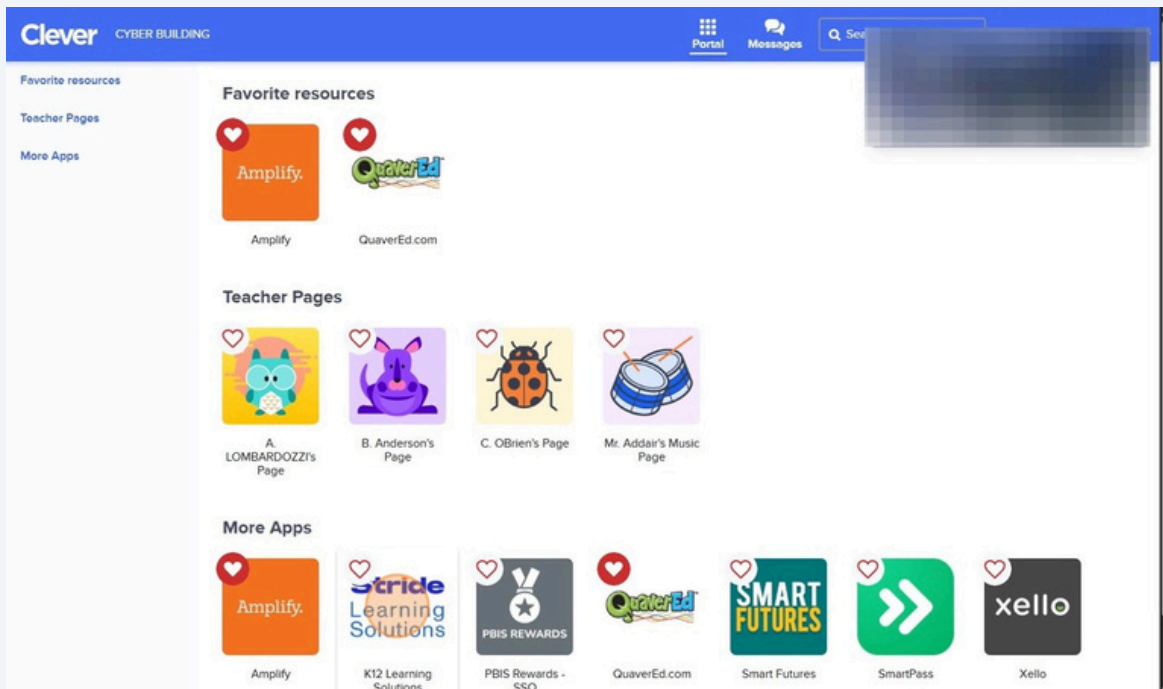 Clever CYBER BUILDING Portal Messages
Favorite resources
Teacher Pages
More Apps
Favorite resources
Amplify. QuaverEd
Amplify QuaverEd.com
Teacher Pages
A. LOMBARDOZZI's Page
B. Anderson's Page
C. OBrien's Page
Mr. Addair's Music Page
More Apps
Amplify.
Amplify
Stride
Learning
Solutions
K12 Learning
Solutions
PBIS REWARDS
PBIS Rewards -
SSO
QuaverEd
QuaverEd.com
SMART
FUTURES
Smart Futures
SmartPass
xello
Xello